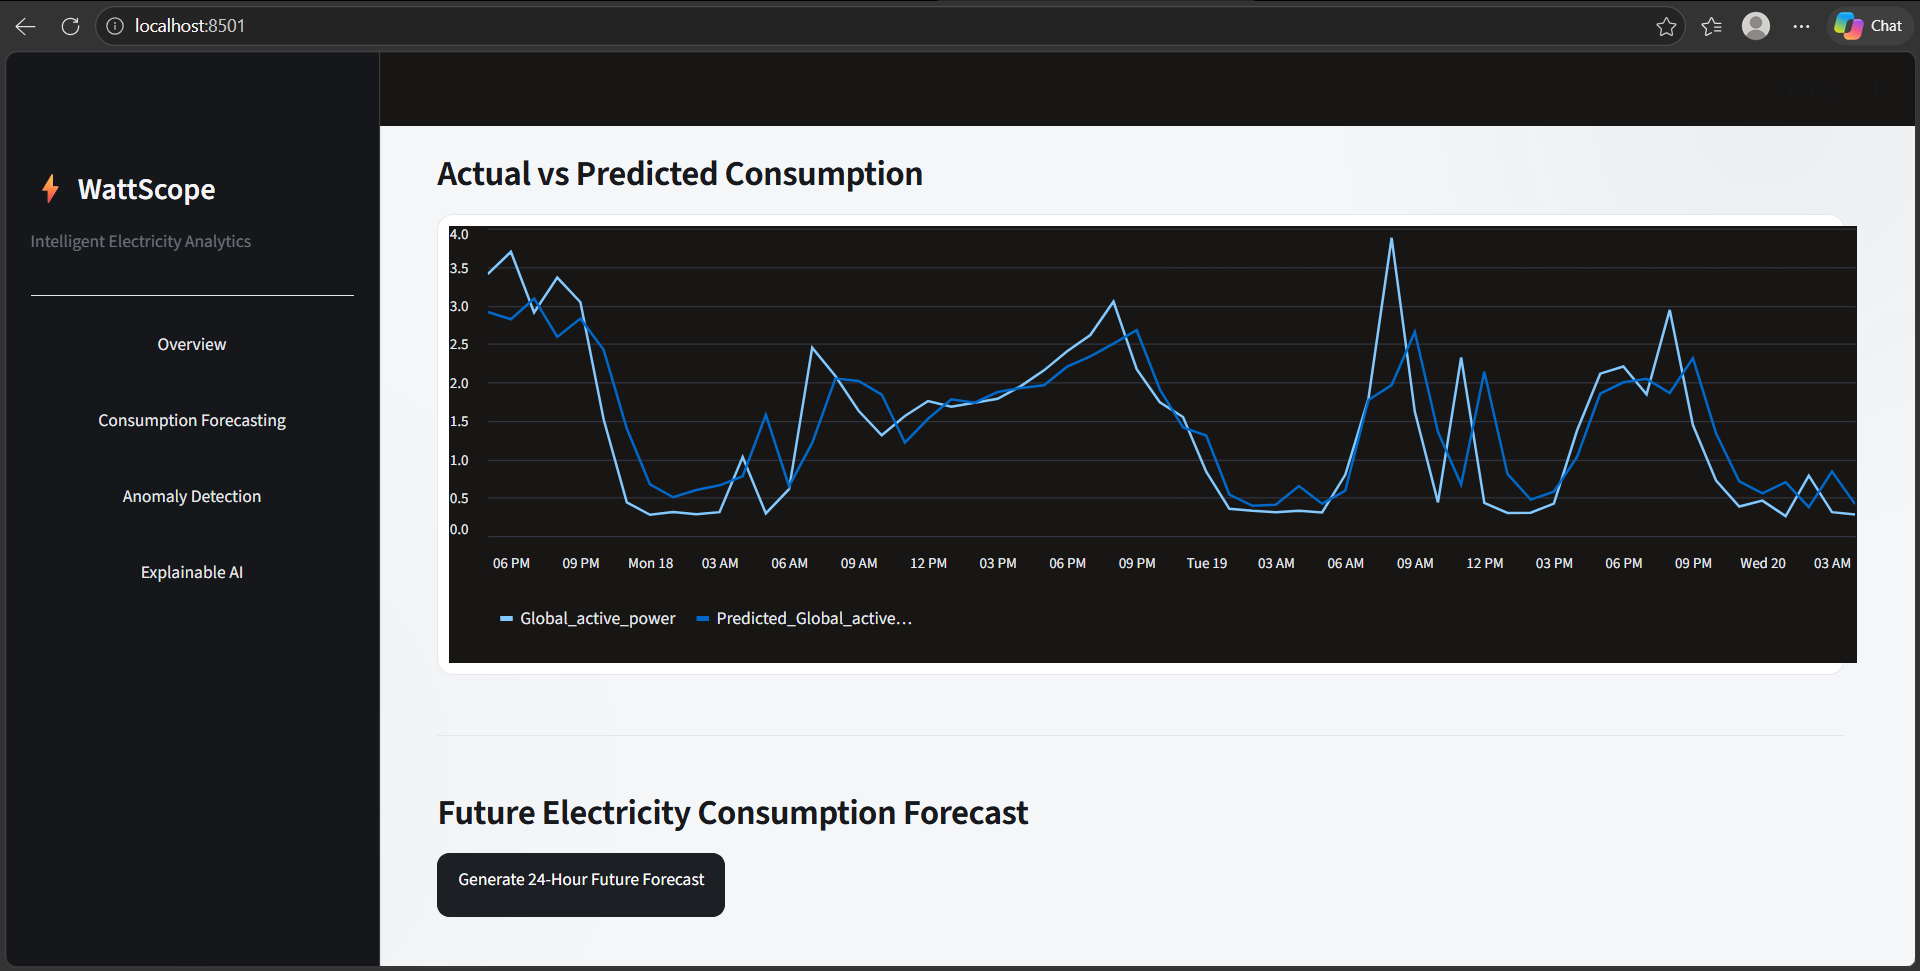 localhost:8501
Chat
WattScope
Intelligent Electricity Analytics
Overview
Consumption Forecasting
Anomaly Detection
Explainable AI
Actual vs Predicted Consumption
4.0
3.5
3.0
2.5
2.0
1.5
1.0
0.5
0.0
06 PM 09 PM Mon 18 03 AM 06 AM 09 AM 12 PM 03 PM 06 PM 09 PM Tue 19 03 AM 06 AM 09 AM 12 PM 03 PM 06 PM 09 PM Wed 20 03 AM
Global_active_power Predicted_Global_active…
Future Electricity Consumption Forecast
Generate 24-Hour Future Forecast